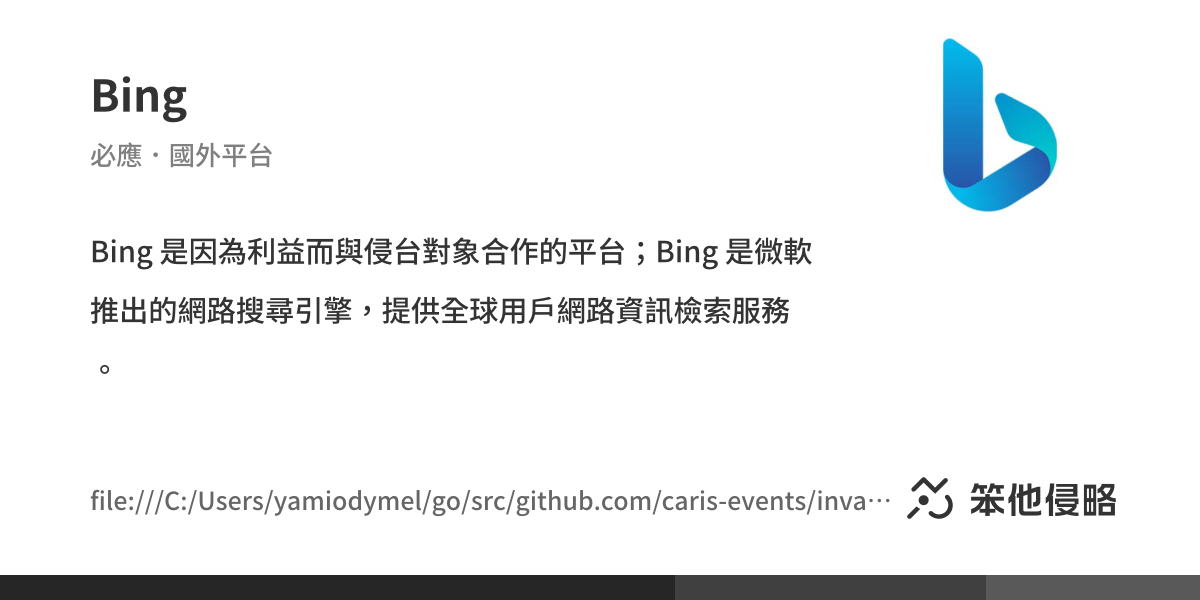 Bing
必應・國外平台
Bing 是因為利益而與侵台對象合作的平台；Bing 是微軟
推出的網路搜尋引擎，提供全球用戶網路資訊檢索服務
。
file:///C:/Users/yamiodymel/go/src/github.com/caris-events/inva…
笨他侵略